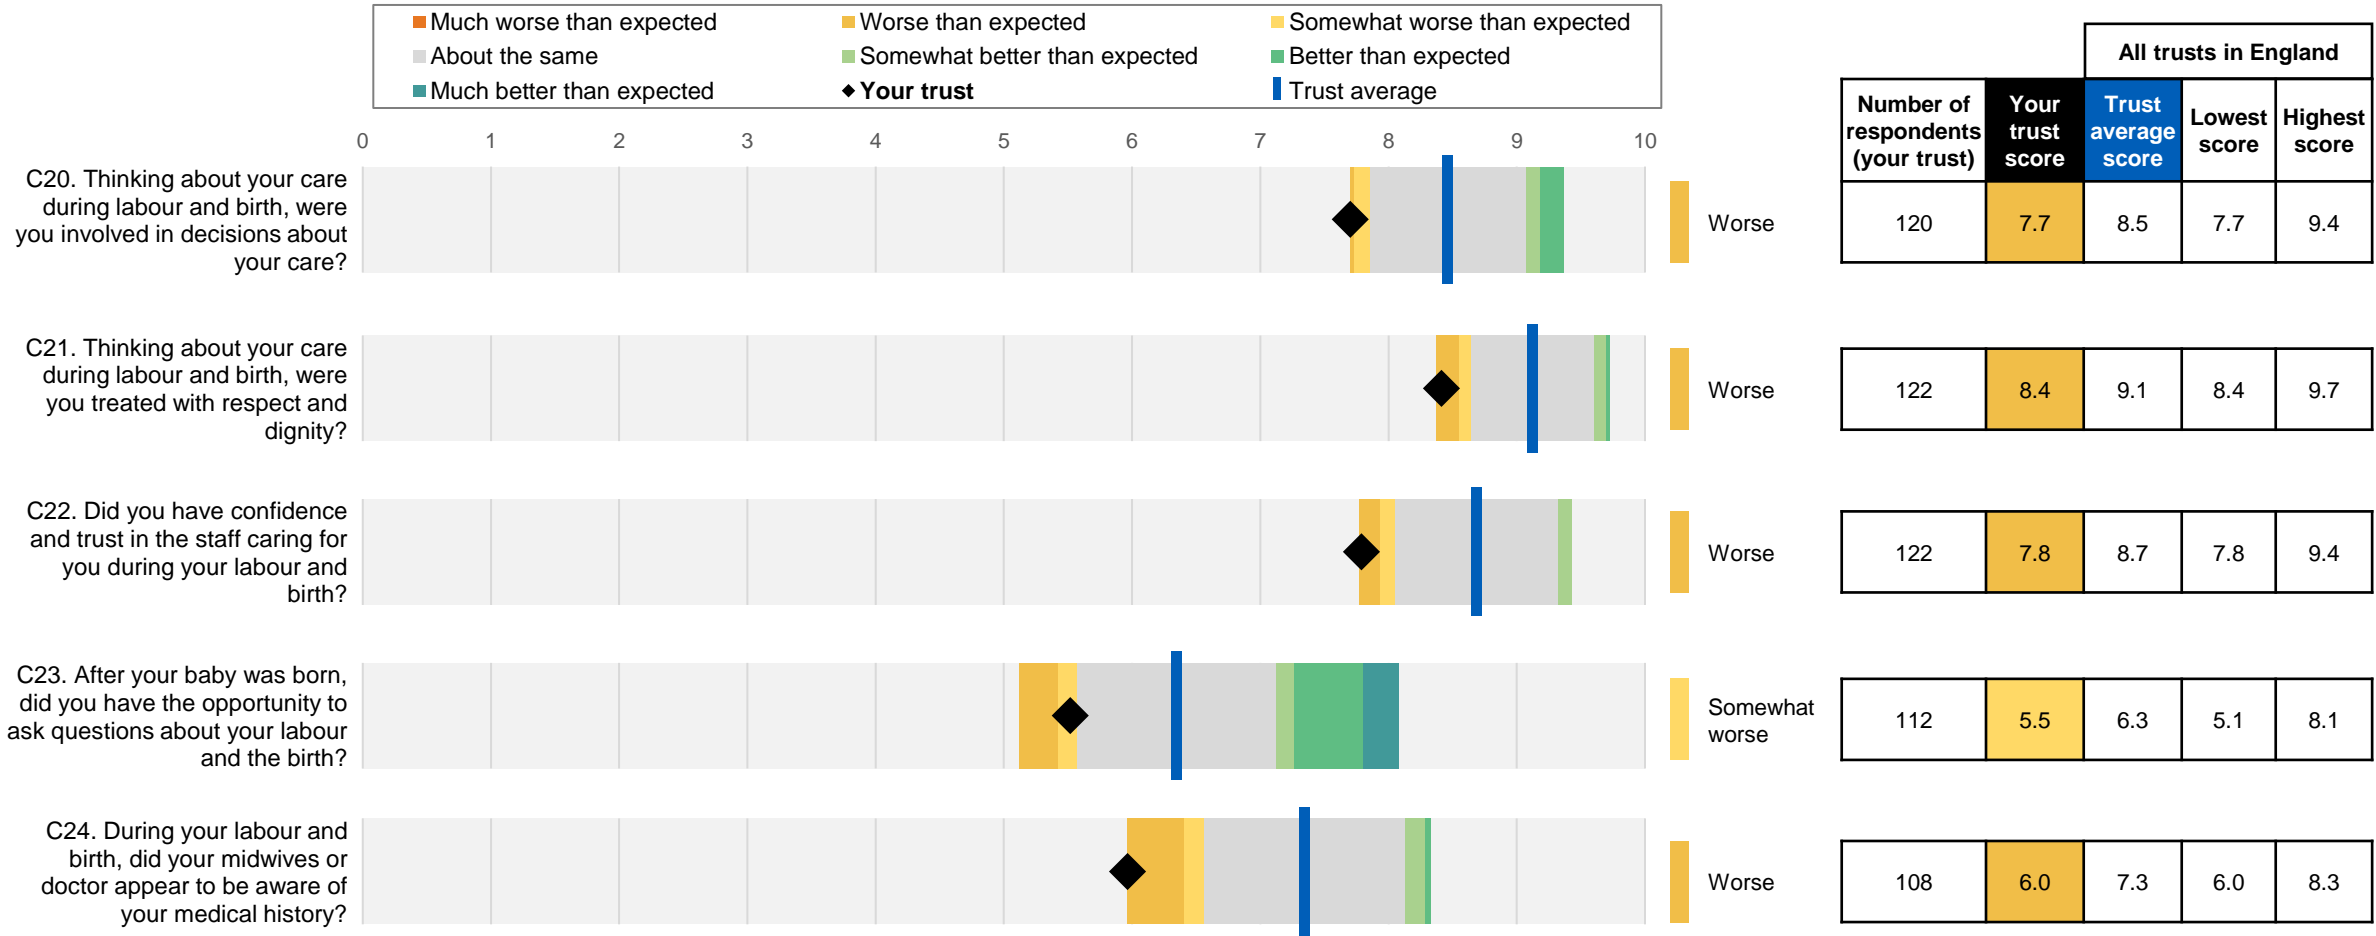 Much worse than expected
Worse than expected
Somewhat worse than expected
About the same
Somewhat better than expected
Better than expected
Much better than expected
Your trust
Trust average
All trusts in England
Number of
respondents
(your trust)
Your
trust
score
Trust
average
score
Lowest
score
Highest
score
0 1 2 3 4 5 6 7 8 9 10
C20. Thinking about your care
during labour and birth, were
you involved in decisions about
your care?
Worse
120 7.7 8.5 7.7 9.4
C21. Thinking about your care
during labour and birth, were
you treated with respect and
dignity?
Worse
122 8.4 9.1 8.4 9.7
C22. Did you have confidence
and trust in the staff caring for
you during your labour and
birth?
Worse
122 7.8 8.7 7.8 9.4
C23. After your baby was born,
did you have the opportunity to
ask questions about your labour
and the birth?
Somewhat
worse
112 5.5 6.3 5.1 8.1
C24. During your labour and
birth, did your midwives or
doctor appear to be aware of
your medical history?
Worse
108 6.0 7.3 6.0 8.3